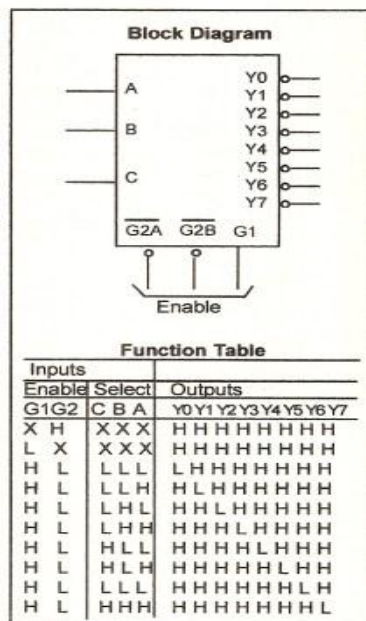 Block Diagram
A
B
C
Y0
Y1
Y2
Y3
Y4
Y5
Y6
Y7
G2A G2B G1
Enable
Function Table
Inputs
Enable Select Outputs
G1G2 C B A Y0Y1Y2Y3Y4Y5Y6Y7
X H X X X H H H H H H H H
L X X X X H H H H H H H H
H L L L L L H H H H H H H
H L L L H H L H H H H H H
H L L H L H H L H H H H H
H L L H H H H H L H H H H
H L H L L H H H H L H H H
H L H L H H H H H H L H H
H L L L L H H H H H H L H
H L H H H H H H H H H H L